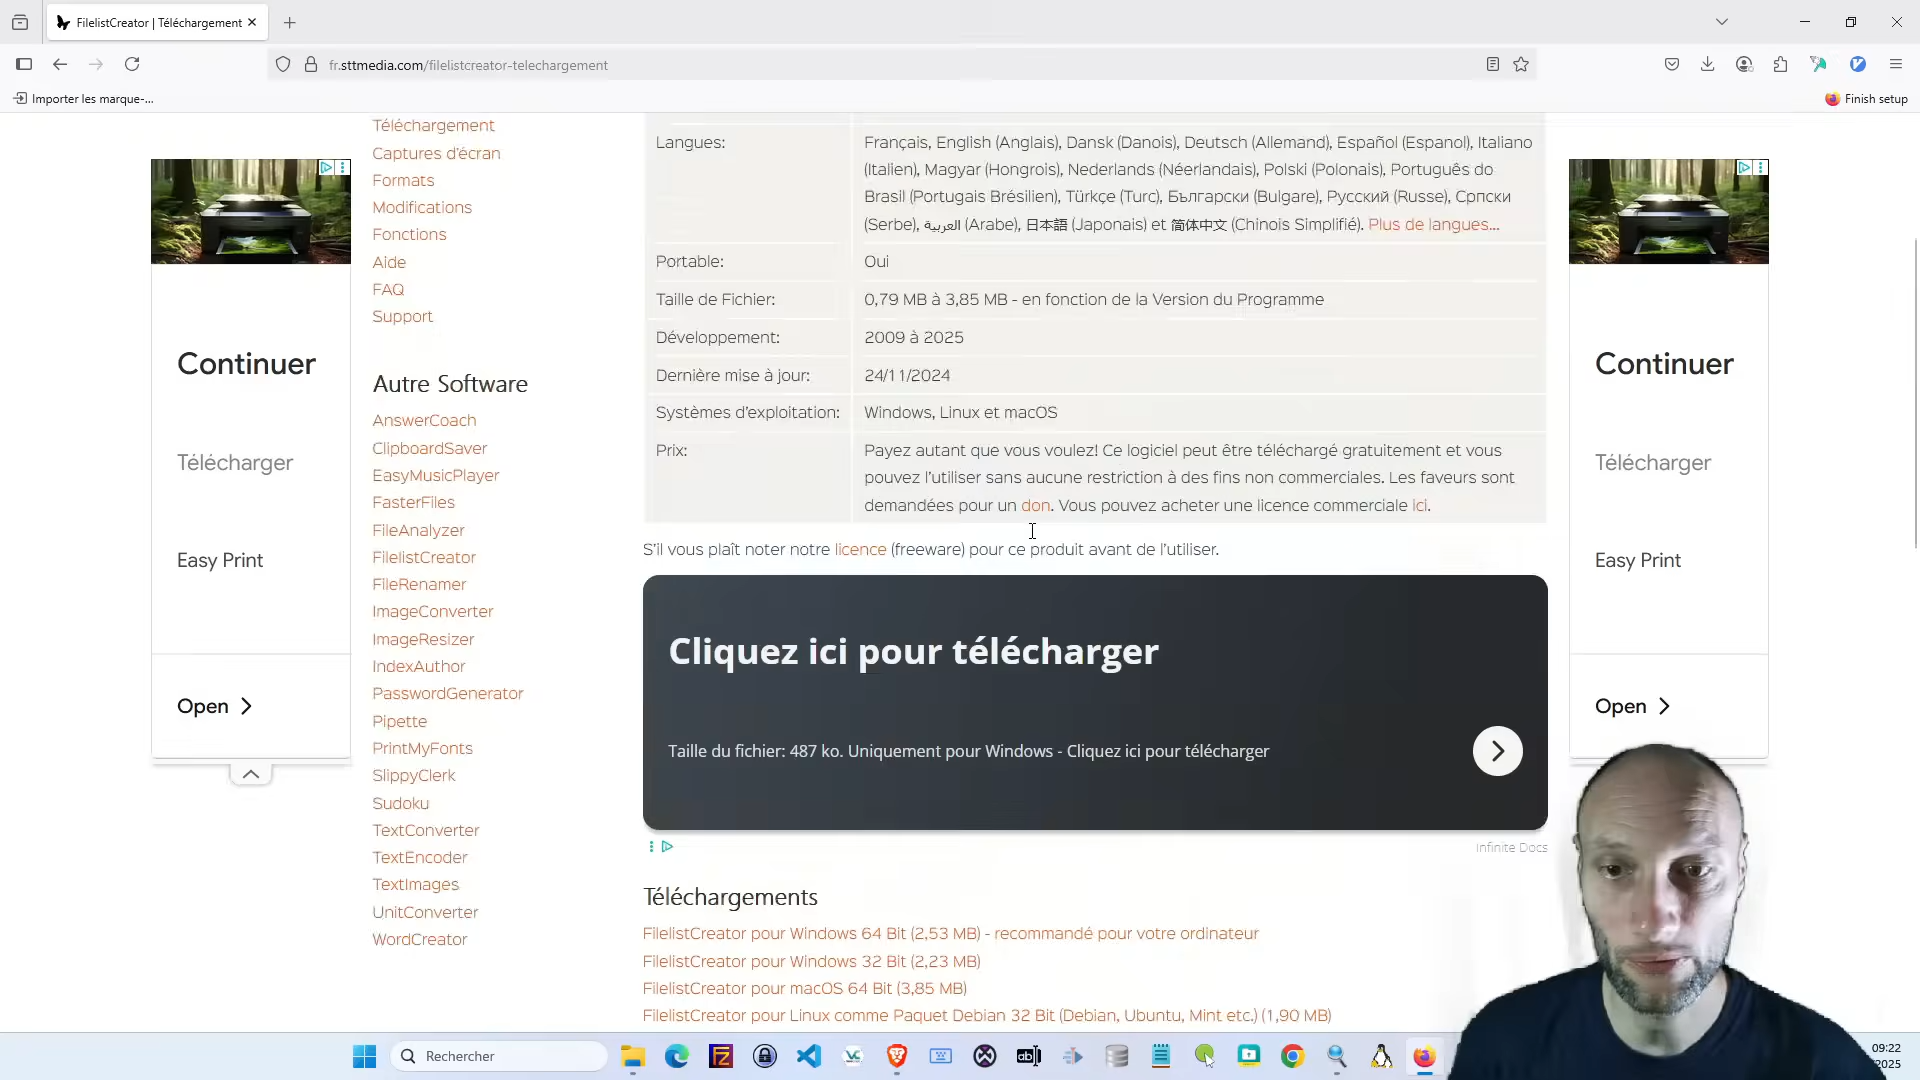 FilelistCreator | Téléchargement
fr.sttmedia.com/filelistcreator-telechargement
Importer les marque-...
Finish setup
Téléchargement
Captures d'écran
Formats
Modifications
Fonctions
Aide
FAQ
Support
Autre Software
AnswerCoach
ClipboardSaver
EasyMusicPlayer
FasterFiles
FileAnalyzer
FilelistCreator
FileRenamer
ImageConverter
ImageResizer
IndexAuthor
PasswordGenerator
Pipette
PrintMyFonts
SlippyClerk
Sudoku
TextConverter
TextEncoder
TextImages
UnitConverter
WordCreator
Continuer
Télécharger
Easy Print
Open
Langues:
Français, English (Anglais), Dansk (Danois), Deutsch (Allemand), Español (Espanol), Italiano
(Italien), Magyar (Hongrois), Nederlands (Néerlandais), Polski (Polonais), Português do
Brasil (Portugais Brésilien), Türkçe (Turc), Български (Bulgare), Русский (Russe), Српски
(Serbe), العربية (Arabe), 日本語 (Japonais) et 简体中文 (Chinois Simplifié). Plus de langues...
Portable: Oui
Taille de Fichier: 0,79 MB à 3,85 MB - en fonction de la Version du Programme
Développement: 2009 à 2025
Dernière mise à jour: 24/11/2024
Systèmes d'exploitation: Windows, Linux et macOS
Prix:
Payez autant que vous voulez! Ce logiciel peut être téléchargé gratuitement et vous
pouvez l'utiliser sans aucune restriction à des fins non commerciales. Les faveurs sont
demandées pour un don. Vous pouvez acheter une licence commerciale ici.
S'il vous plaît noter notre licence (freeware) pour ce produit avant de l'utiliser.
Cliquez ici pour télécharger
Taille du fichier: 487 ko. Uniquement pour Windows - Cliquez ici pour télécharger
Infinite Docs
Téléchargements
FilelistCreator pour Windows 64 Bit (2,53 MB) - recommandé pour votre ordinateur
FilelistCreator pour Windows 32 Bit (2,23 MB)
FilelistCreator pour macOS 64 Bit (3,85 MB)
FilelistCreator pour Linux comme Paquet Debian 32 Bit (Debian, Ubuntu, Mint etc.) (1,90 MB)
Continuer
Télécharger
Easy Print
Open
Rechercher
abI
09:22
2025